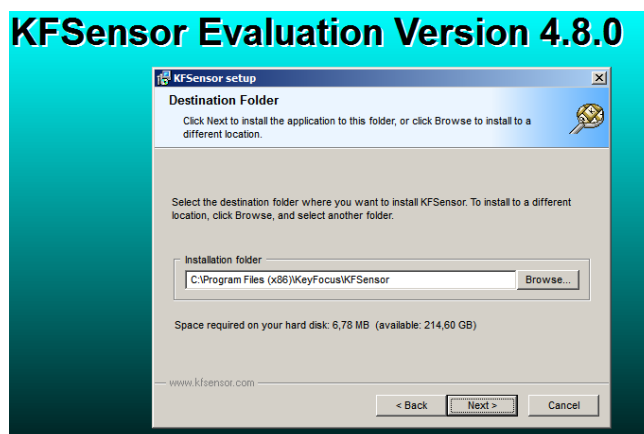 KFSensor Evaluation Version 4.8.0
KFSensor setup
Destination Folder
Click Next to install the application to this folder, or click Browse to install to a
different location.
Select the destination folder where you want to install KFSensor. To install to a different
location, click Browse, and select another folder.
Installation folder
C:\Program Files (x86)\KeyFocus\KFSensor
Browse...
Space required on your hard disk: 6,78 MB (available: 214,60 GB)
www.kfsensor.com
< Back
Next >
Cancel